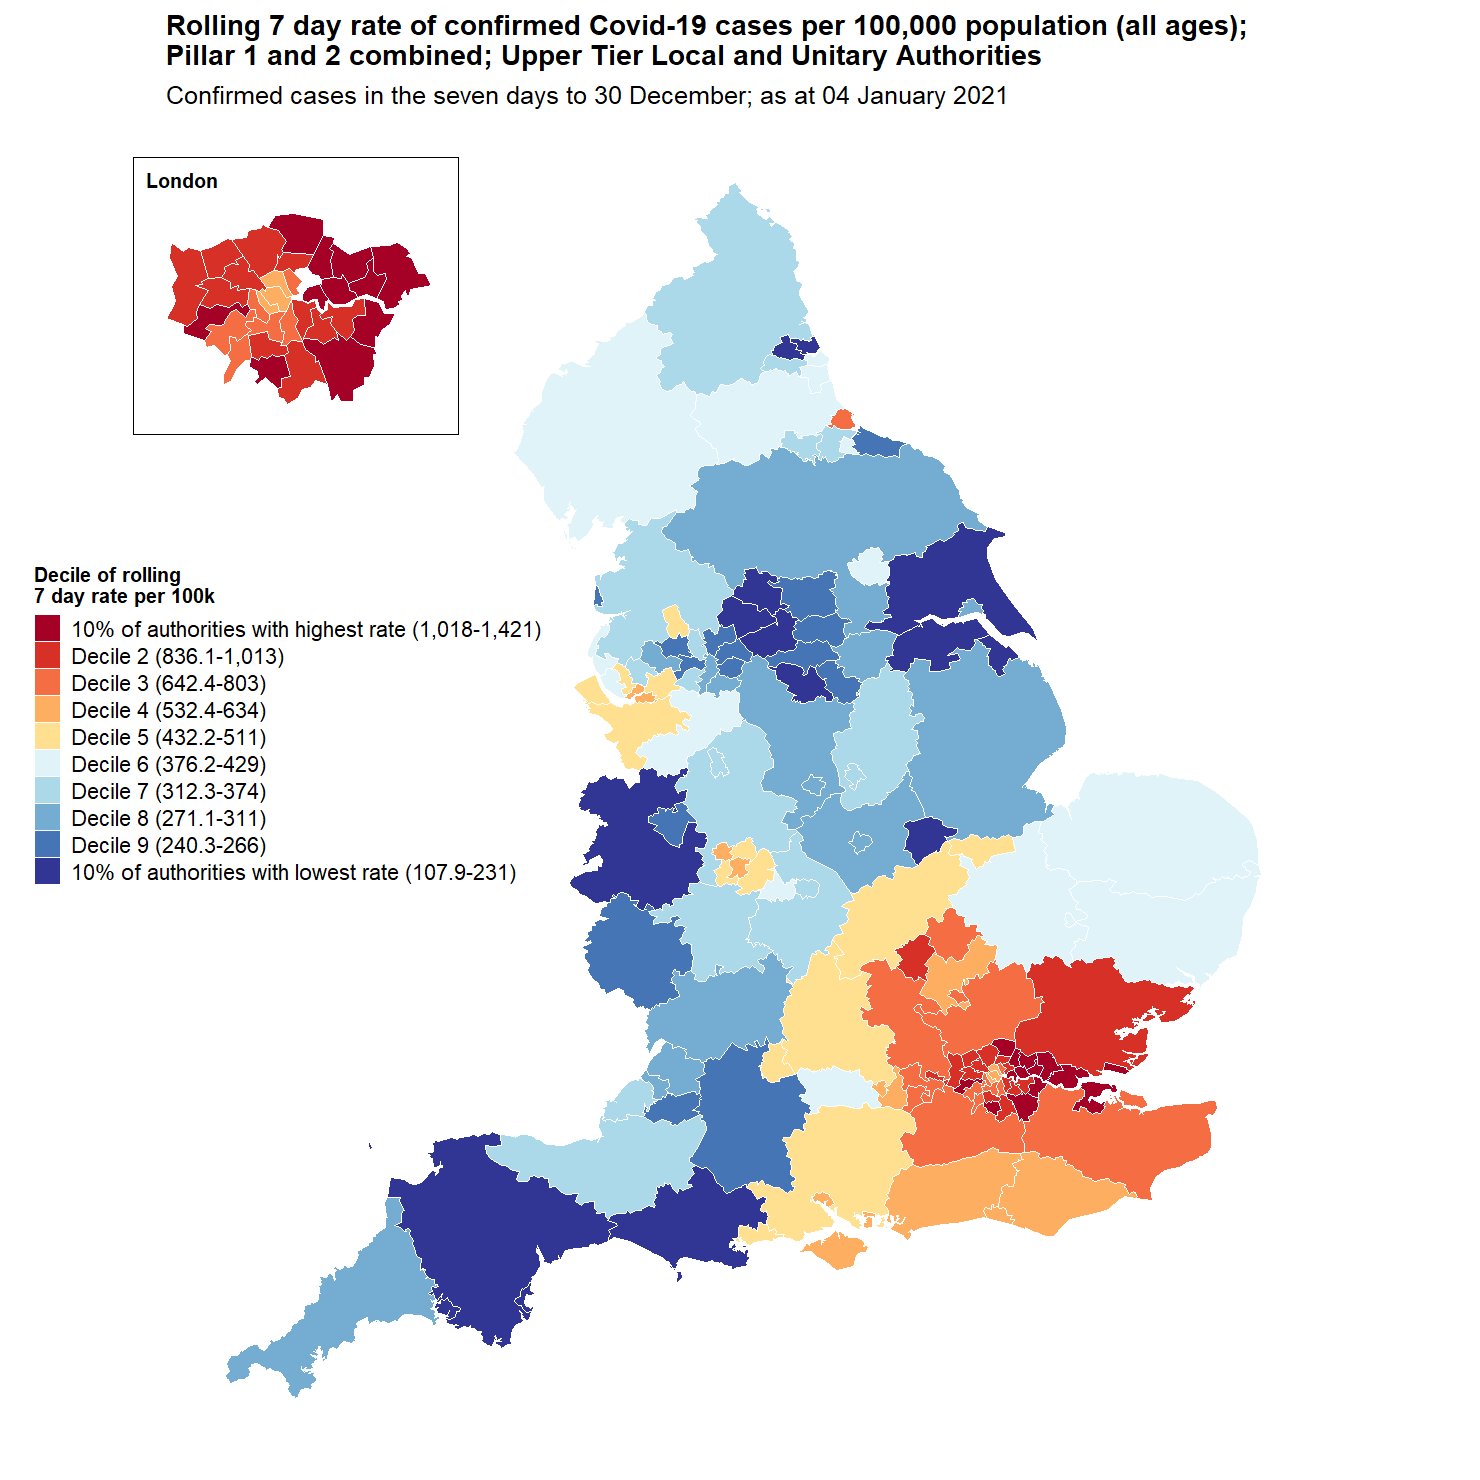 Rolling 7 day rate of confirmed Covid-19 cases per 100,000 population (all ages);
Pillar 1 and 2 combined; Upper Tier Local and Unitary Authorities
Confirmed cases in the seven days to 30 December; as at 04 January 2021
London
Decile of rolling
7 day rate per 100k
10% of authorities with highest rate (1,018-1,421)
Decile 2 (836.1-1,013)
Decile 3 (642.4-803)
Decile 4 (532.4-634)
Decile 5 (432.2-511)
Decile 6 (376.2-429)
Decile 7 (312.3-374)
Decile 8 (271.1-311)
Decile 9 (240.3-266)
10% of authorities with lowest rate (107.9-231)